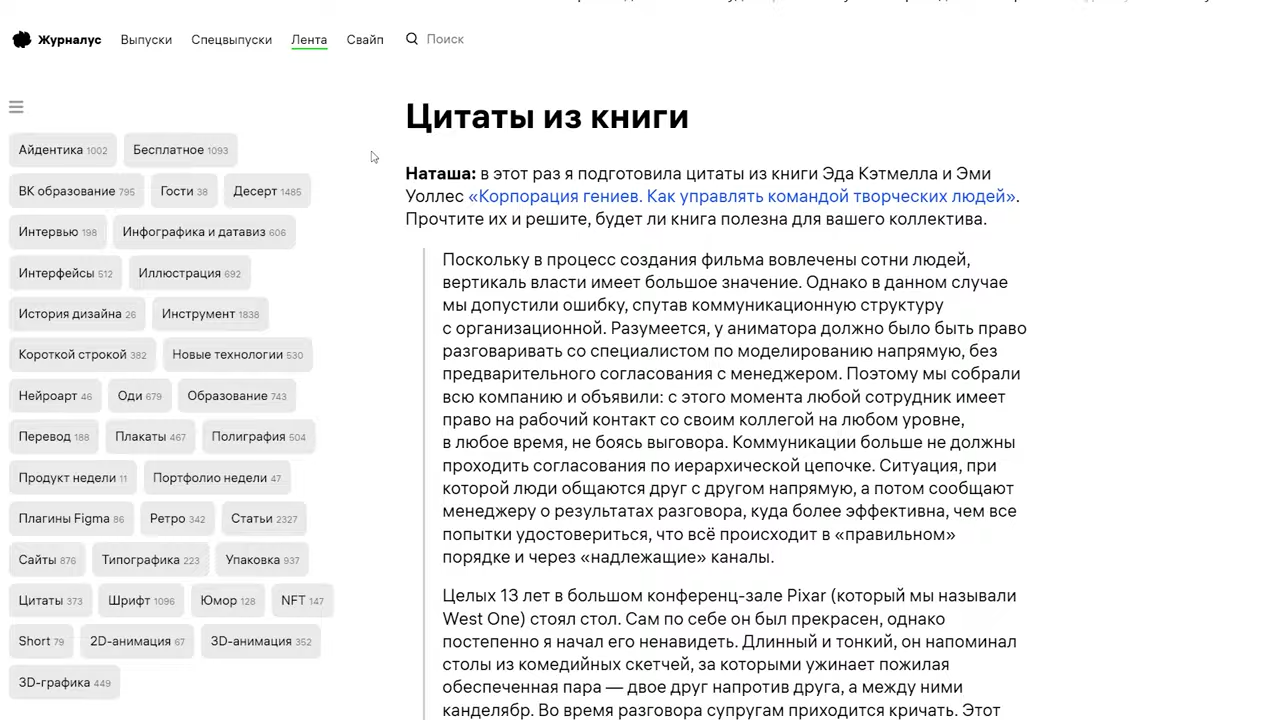 Журналус Выпуски Спецвыпуски Лента Свайп Поиск
Айдентика 1002 Бесплатное 1093
ВК образование 795 Гости 38 Десерт 1485
Интервью 198 Инфографика и датавиз 606
Интерфейсы 512 Иллюстрация 692
История дизайна 26 Инструмент 1838
Короткой строкой 382 Новые технологии 530
Нейроарт 46 Оди 679 Образование 743
Перевод 188 Плакаты 467 Полиграфия 504
Продукт недели 11 Портфолио недели 47
Плагины Figma 86 Ретро 342 Статьи 2327
Сайты 876 Типографика 223 Упаковка 937
Цитаты 373 Шрифт 1096 Юмор 128 NFT 147
Short 79 2D-анимация 67 3D-анимация 352
3D-графика 449
Цитаты из книги
Наташа: в этот раз я подготовила цитаты из книги Эда Кэтмелла и Эми
Уоллес «Корпорация гениев. Как управлять командой творческих людей».
Прочтите их и решите, будет ли книга полезна для вашего коллектива.
Поскольку в процесс создания фильма вовлечены сотни людей,
вертикаль власти имеет большое значение. Однако в данном случае
мы допустили ошибку, спутав коммуникационную структуру
с организационной. Разумеется, у аниматора должно было быть право
разговаривать со специалистом по моделированию напрямую, без
предварительного согласования с менеджером. Поэтому мы собрали
всю компанию и объявили: с этого момента любой сотрудник имеет
право на рабочий контакт со своим коллегой на любом уровне,
в любое время, не боясь выговора. Коммуникации больше не должны
проходить согласования по иерархической цепочке. Ситуация, при
которой люди общаются друг с другом напрямую, а потом сообщают
менеджеру о результатах разговора, куда более эффективна, чем все
попытки удостовериться, что всё происходит в «правильном»
порядке и через «надлежащие» каналы.
Целых 13 лет в большом конференц-зале Pixar (который мы называли
West One) стоял стол. Сам по себе он был прекрасен, однако
постепенно я начал его ненавидеть. Длинный и тонкий, он напоминал
столы из комедийных скетчей, за которыми ужинает пожилая
обеспеченная пара — двое друг напротив друга, а между ними
канделябр. Во время разговора супругам приходится кричать. Этот